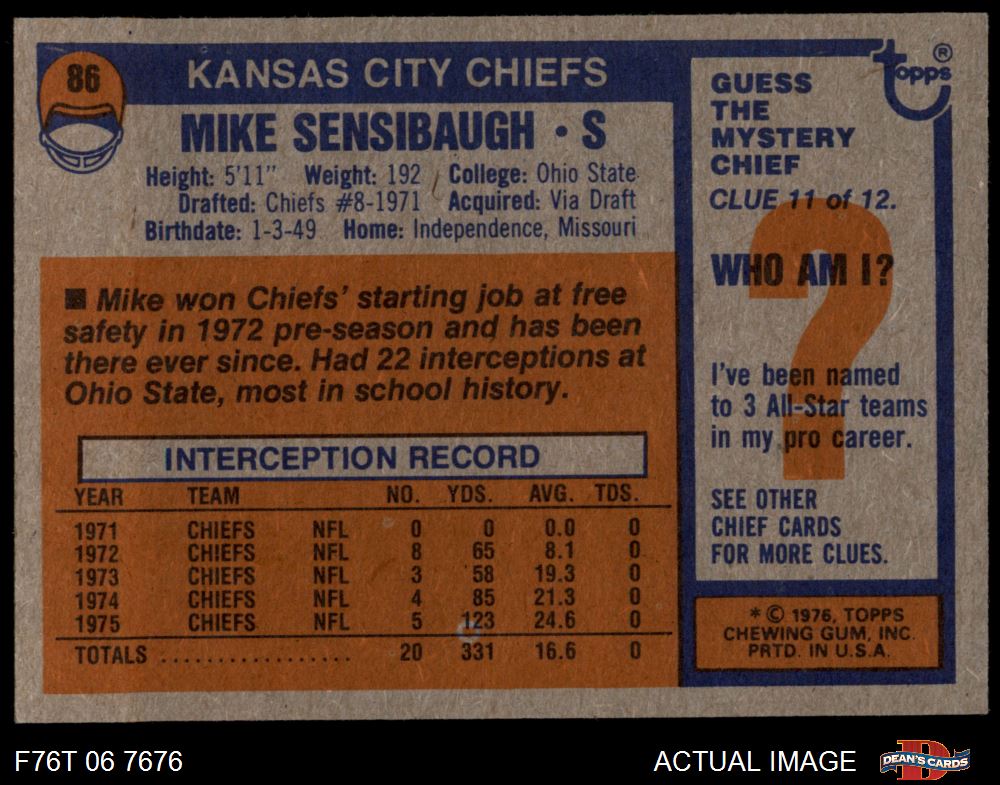 86
KANSAS CITY CHIEFS
MIKE SENSIBAUGH • S
Height: 5'11" Weight: 192 College: Ohio State
Drafted: Chiefs #8-1971 Acquired: Via Draft
Birthdate: 1-3-49 Home: Independence, Missouri
■ Mike won Chiefs' starting job at free
safety in 1972 pre-season and has been
there ever since. Had 22 interceptions at
Ohio State, most in school history.
INTERCEPTION RECORD
YEAR TEAM NO. YDS. AVG. TDS.
1971 CHIEFS NFL 0 0 0.0 0
1972 CHIEFS NFL 8 65 8.1 0
1973 CHIEFS NFL 3 58 19.3 0
1974 CHIEFS NFL 4 85 21.3 0
1975 CHIEFS NFL 5 123 24.6 0
TOTALS .................. 20 331 16.6 0
topps®
GUESS
THE
MYSTERY
CHIEF
CLUE 11 of 12.
?
WHO AM I?
I've been named
to 3 All-Star teams
in my pro career.
SEE OTHER
CHIEF CARDS
FOR MORE CLUES.
* © 1976, TOPPS
CHEWING GUM, INC.
PRTD. IN U.S.A.
F76T 06 7676
ACTUAL IMAGE
D
DEAN'S CARDS